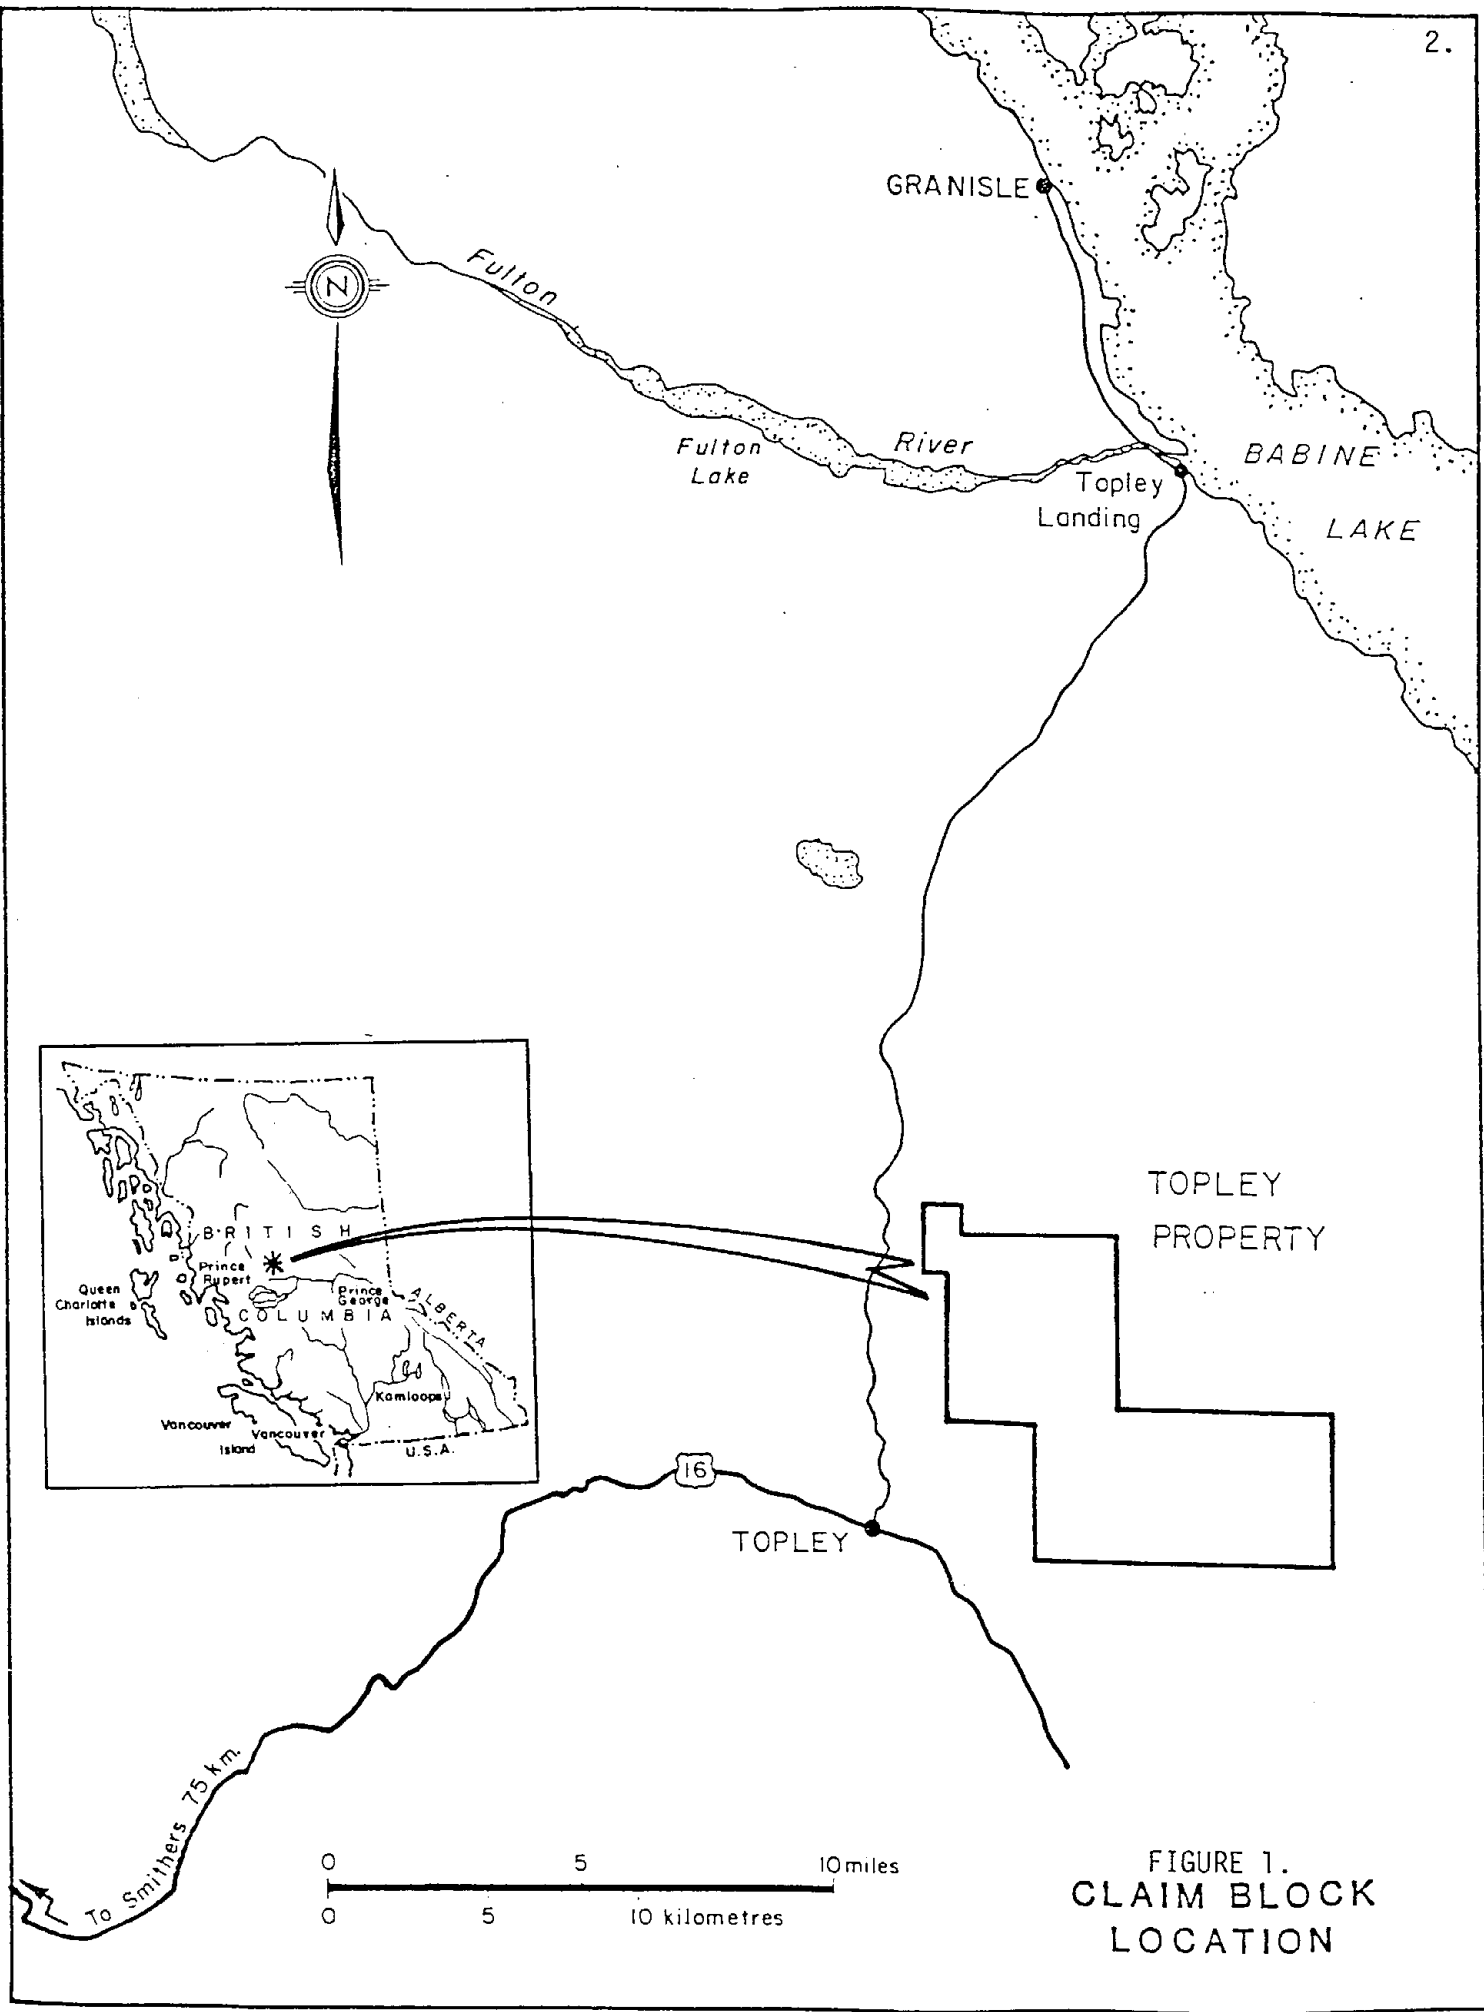 2.
GRANISLE
Fulton
N
Fulton
Lake
River
BABINE
LAKE
Topley
Landing
BRITISH
Prince
Rupert
Queen
Charlotte
Islands
Prince
George
COLUMBIA
ALBERTA
Kamloops
Vancouver
Island
Vancouver
U.S.A.
TOPLEY
PROPERTY
16
TOPLEY
To Smithers 75 km.
0 5 10 miles
0 5 10 kilometres
FIGURE 1.
CLAIM BLOCK
LOCATION